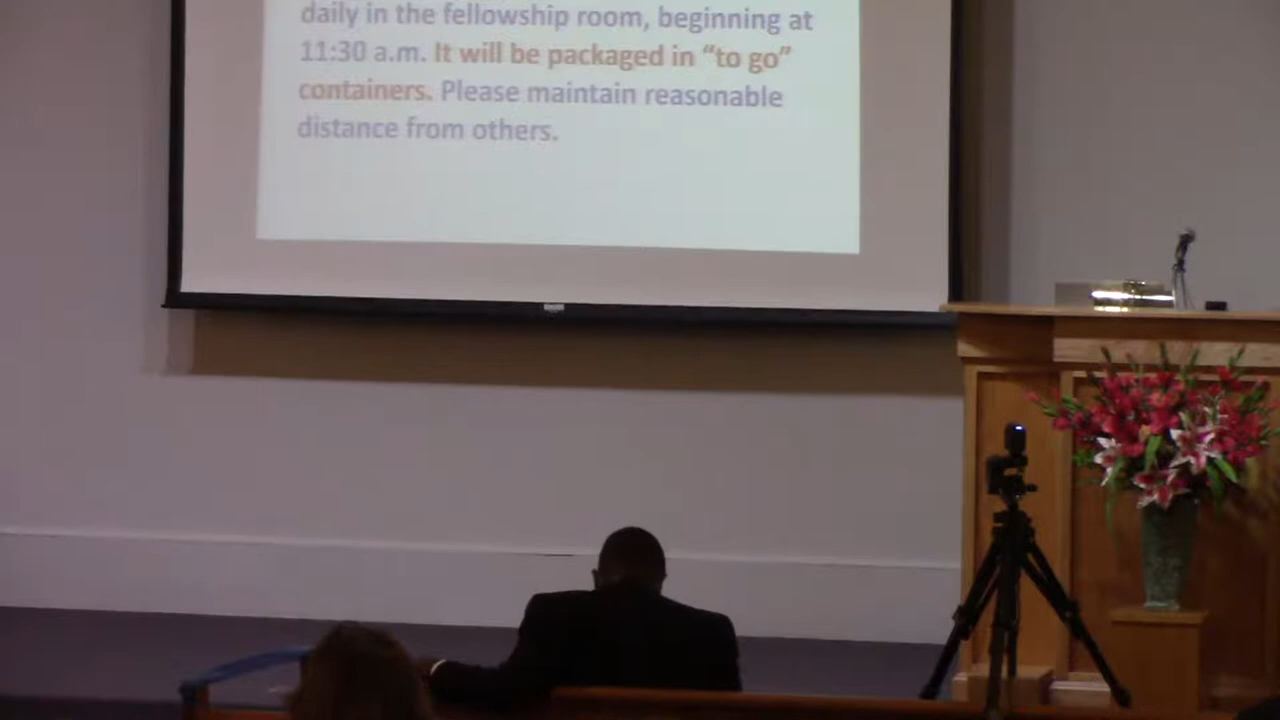 daily in the fellowship room, beginning at
11:30 a.m. It will be packaged in “to go”
containers. Please maintain reasonable
distance from others.